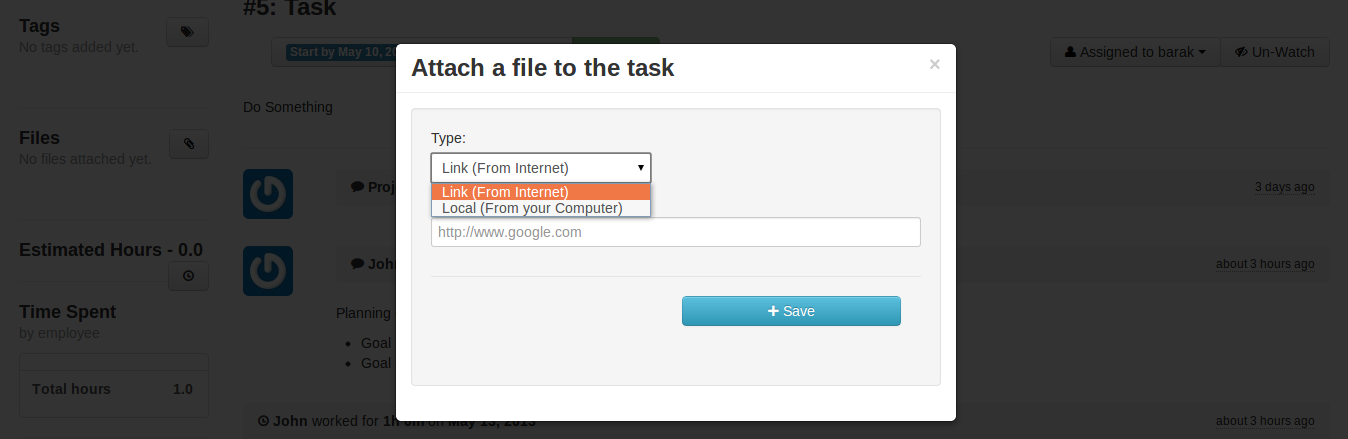 #5: Task
Tags
No tags added yet.
Start by May 10, 2
Assigned to barak
Un-Watch
Attach a file to the task
×
Do Something
Files
No files attached yet.
Type:
Link (From Internet)
Link (From Internet)
Local (From your Computer)
http://www.google.com
Proj
3 days ago
Estimated Hours - 0.0
John
about 3 hours ago
Time Spent
by employee
Planning
Goal
Goal
Save
Total hours 1.0
John worked for 1h 0m on May 13, 2013
about 3 hours ago